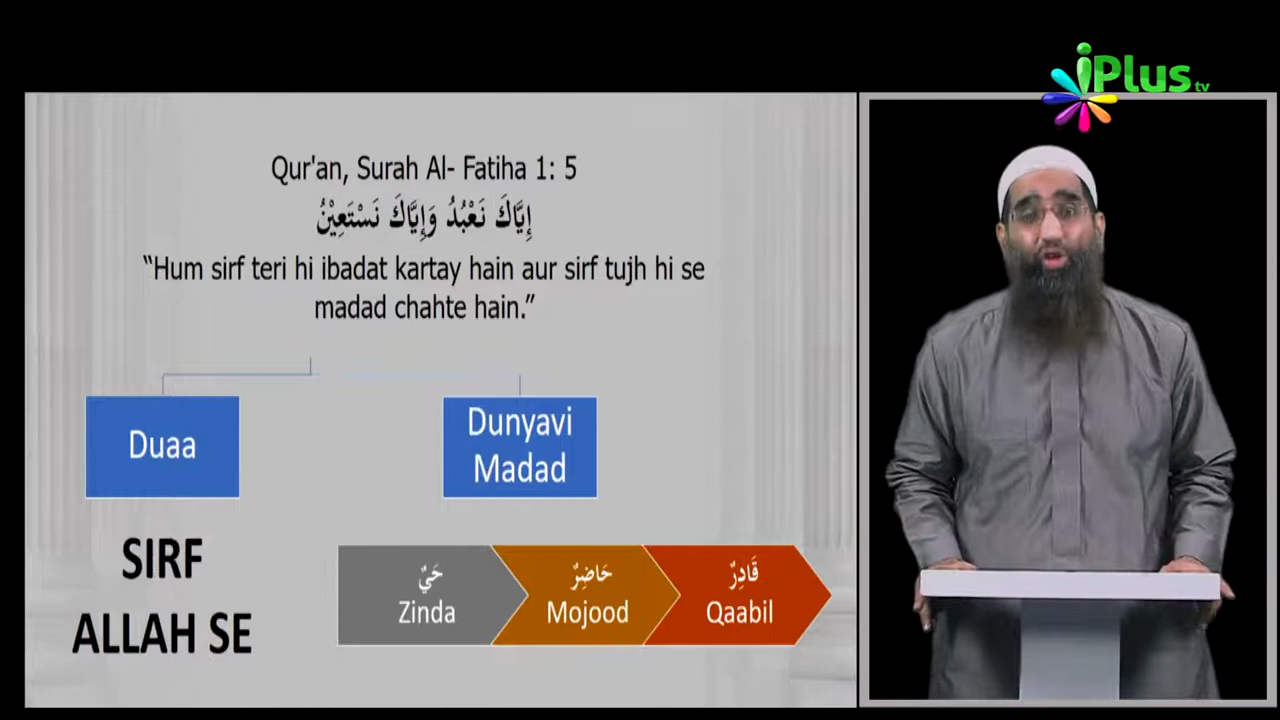 iPlus tv
Qur'an, Surah Al- Fatiha 1: 5
إِيَّاكَ نَعْبُدُ وَإِيَّاكَ نَسْتَعِيْنُ
“Hum sirf teri hi ibadat kartay hain aur sirf tujh hi se
madad chahte hain.”
Duaa
Dunyavi
Madad
SIRF
ALLAH SE
حَيٌّ
Zinda
حَاضِرٌ
Mojood
قَادِرٌ
Qaabil